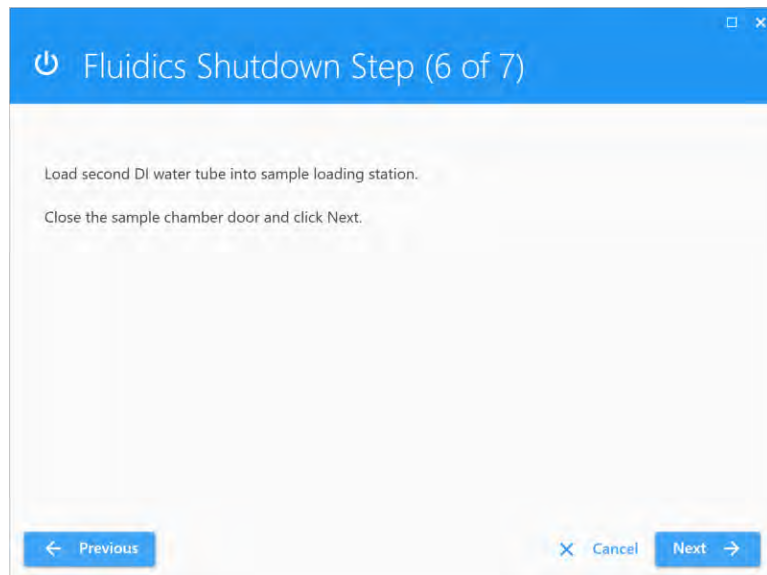 Fluidics Shutdown Step (6 of 7)
Load second DI water tube into sample loading station.
Close the sample chamber door and click Next.
Previous
Cancel
Next